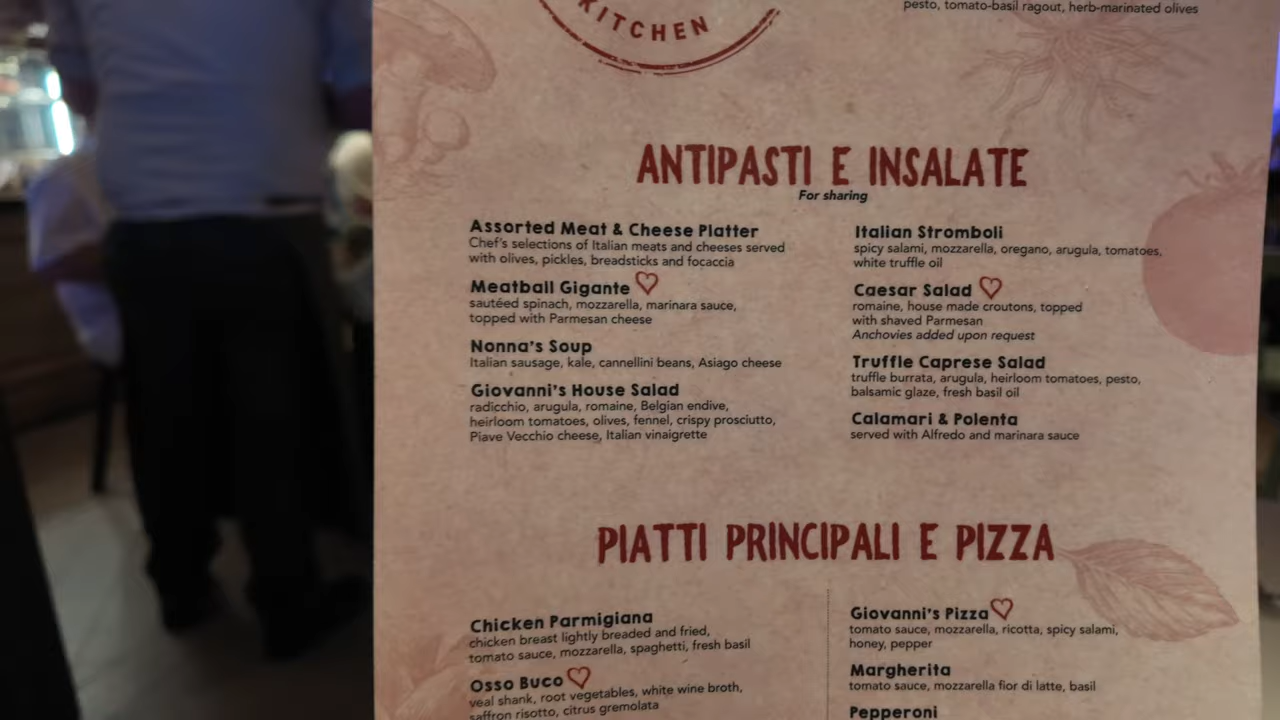 KITCHEN
pesto, tomato-basil ragout, herb-marinated olives
ANTIPASTI E INSALATE
For sharing
Assorted Meat & Cheese Platter
Chef's selections of Italian meats and cheeses served
with olives, pickles, breadsticks and focaccia
Meatball Gigante
sautéed spinach, mozzarella, marinara sauce,
topped with Parmesan cheese
Nonna's Soup
Italian sausage, kale, cannellini beans, Asiago cheese
Giovanni's House Salad
radicchio, arugula, romaine, Belgian endive,
heirloom tomatoes, olives, fennel, crispy prosciutto,
Piave Vecchio cheese, Italian vinaigrette
Italian Stromboli
spicy salami, mozzarella, oregano, arugula, tomatoes,
white truffle oil
Caesar Salad
romaine, house made croutons, topped
with shaved Parmesan
Anchovies added upon request
Truffle Caprese Salad
truffle burrata, arugula, heirloom tomatoes, pesto,
balsamic glaze, fresh basil oil
Calamari & Polenta
served with Alfredo and marinara sauce
PIATTI PRINCIPALI E PIZZA
Chicken Parmigiana
chicken breast lightly breaded and fried,
tomato sauce, mozzarella, spaghetti, fresh basil
Osso Buco
veal shank, root vegetables, white wine broth,
saffron risotto, citrus gremolata
Giovanni's Pizza
tomato sauce, mozzarella, ricotta, spicy salami,
honey, pepper
Margherita
tomato sauce, mozzarella fior di latte, basil
Pepperoni